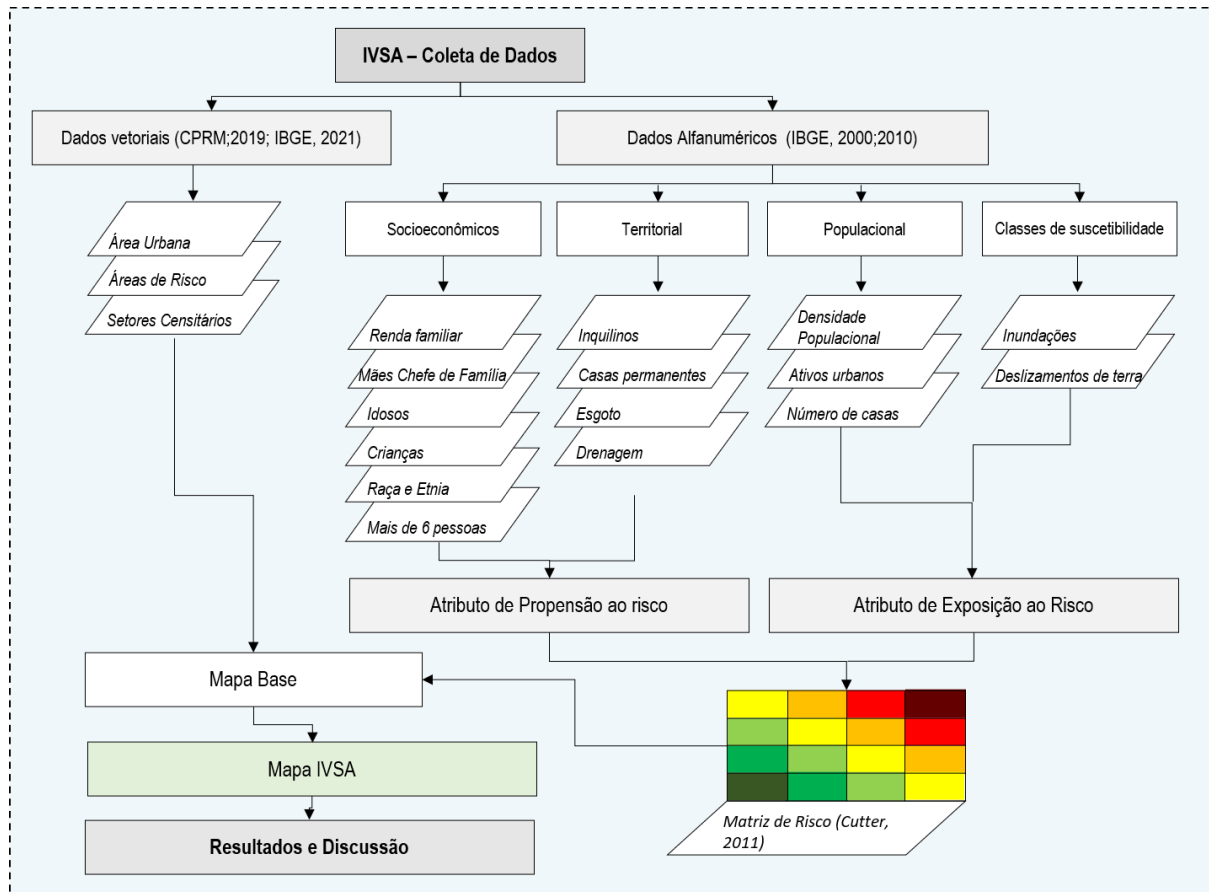 IVSA – Coleta de Dados
Dados vetoriais (CPRM;2019; IBGE, 2021)
Dados Alfanuméricos (IBGE, 2000;2010)
Área Urbana
Áreas de Risco
Setores Censitários
Socioeconômicos
Territorial
Populacional
Classes de suscetibilidade
Renda familiar
Mães Chefe de Família
Idosos
Crianças
Raça e Etnia
Mais de 6 pessoas
Inquilinos
Casas permanentes
Esgoto
Drenagem
Densidade
Populacional
Ativos urbanos
Número de casas
Inundações
Deslizamentos de terra
Atributo de Propensão ao risco
Atributo de Exposição ao Risco
Mapa Base
Mapa IVSA
Resultados e Discussão
Matriz de Risco (Cutter,
2011)